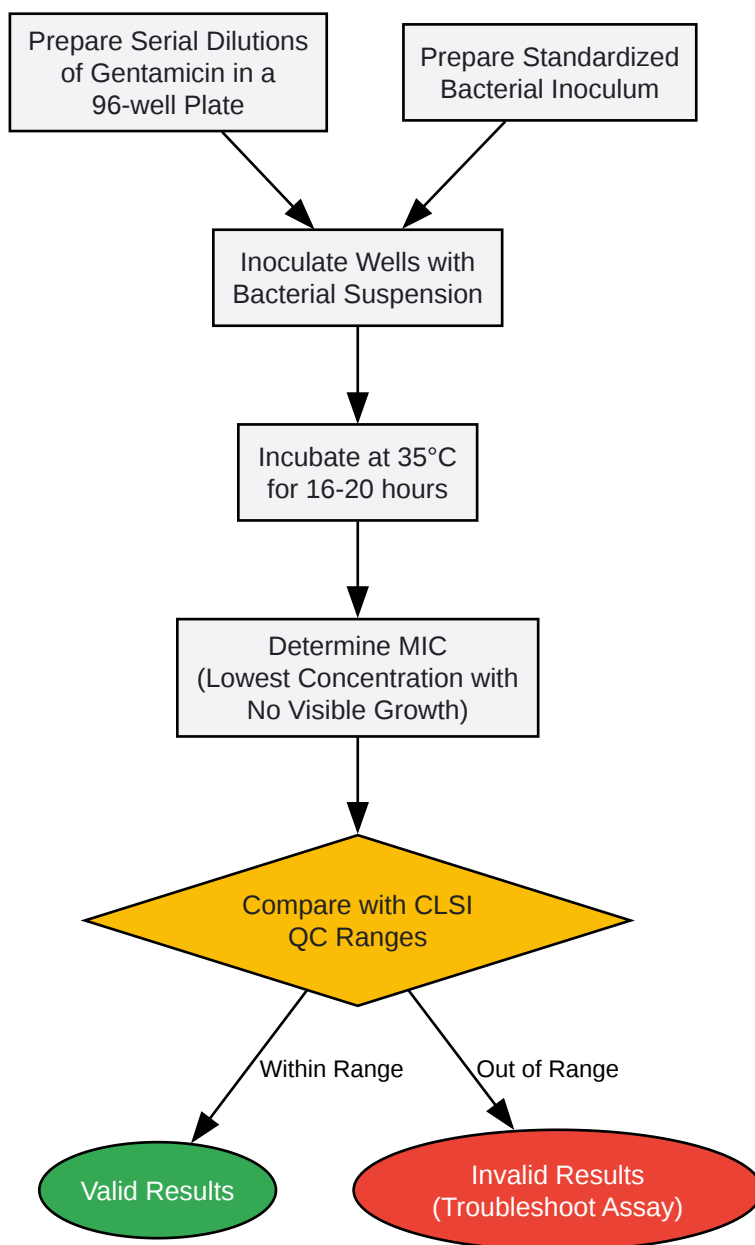 Prepare Serial Dilutions
of Gentamicin in a
96-well Plate
Prepare Standardized
Bacterial Inoculum
Inoculate Wells with
Bacterial Suspension
Incubate at 35°C
for 16-20 hours
Determine MIC
(Lowest Concentration with
No Visible Growth)
Compare with CLSI
QC Ranges
Within Range
Out of Range
Valid Results
Invalid Results
(Troubleshoot Assay)